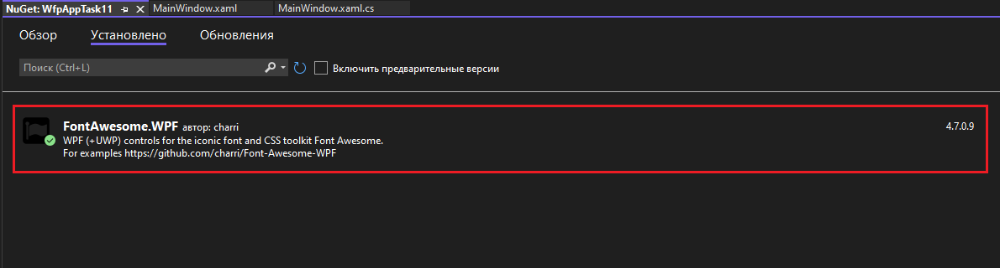 NuGet: WfpAppTask11 MainWindow.xaml MainWindow.xaml.cs
Обзор Установлено Обновления
Поиск (Ctrl+L) Включить предварительные версии
FontAwesome.WPF автор: charri 4.7.0.9
WPF (+UWP) controls for the iconic font and CSS toolkit Font Awesome.
For examples https://github.com/charri/Font-Awesome-WPF